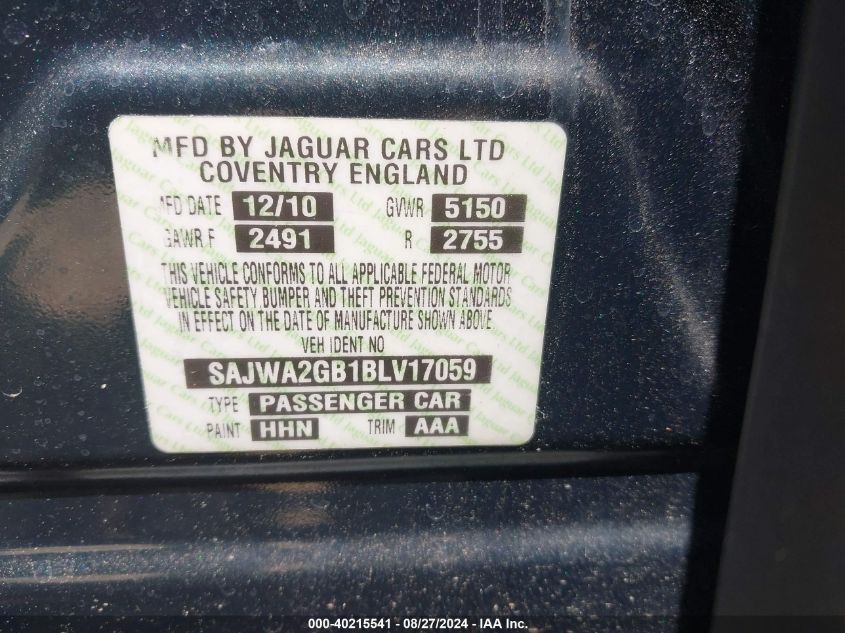 MFD BY JAGUAR CARS LTD
COVENTRY ENGLAND
MFD DATE 12/10 GVWR 5150
GAWR F 2491 R 2755
THIS VEHICLE CONFORMS TO ALL APPLICABLE FEDERAL MOTOR
VEHICLE SAFETY BUMPER AND THEFT PREVENTION STANDARDS
IN EFFECT ON THE DATE OF MANUFACTURE SHOWN ABOVE
VEH IDENT NO
SAJWA2GB1BLV17059
TYPE PASSENGER CAR
PAINT HHN TRIM AAA
000-40215541 - 08/27/2024 - IAA Inc.